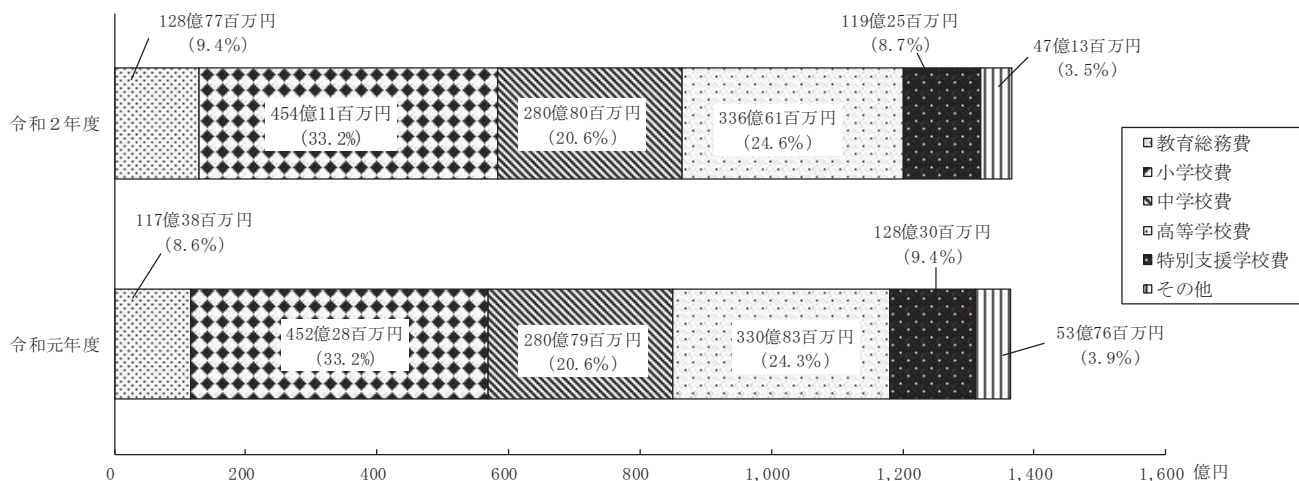 128億77百万円
(9.4%)
119億25百万円
(8.7%)
47億13百万円
(3.5%)
令和２年度
454億11百万円
(33.2%)
280億80百万円
(20.6%)
336億61百万円
(24.6%)
教育総務費
小学校費
中学校費
高等学校費
特別支援学校費
その他
117億38百万円
(8.6%)
128億30百万円
(9.4%)
令和元年度
452億28百万円
(33.2%)
280億79百万円
(20.6%)
330億83百万円
(24.3%)
53億76百万円
(3.9%)
0 200 400 600 800 1,000 1,200 1,400 1,600 億円